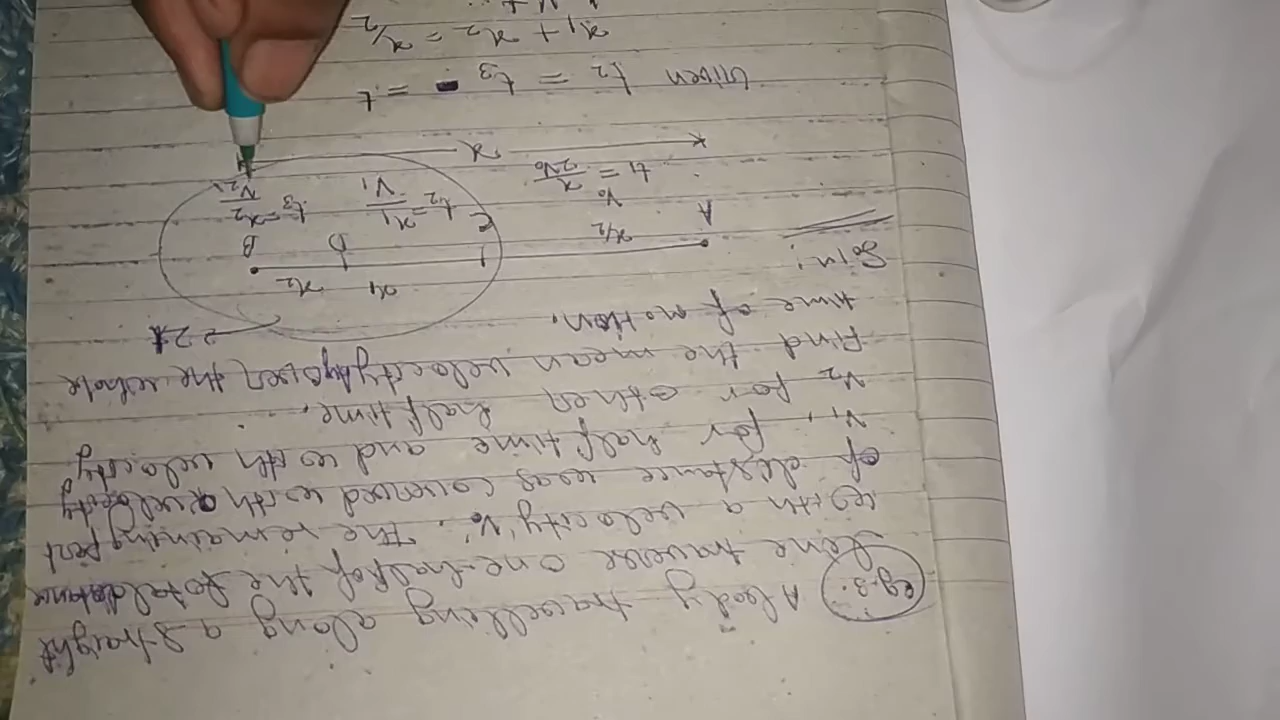 eg.3. A body travelling along a straight
line travele one-half of the total distance
with a velocity v₀. The remaining part
of distance was covered with a velocity
v₁, for half time and with velocity
v₂ for other half time.
Find the mean velocity over the whole
time of motion.
= 2t
Soln:
x/2 x₁ x₂
A C D B
v₀ t₂ = x₁/v₁ t₃ = x₂/v₂
t₁ = x/2v₀
x
Given t₂ = t₃ = t
x₁ + x₂ = x/2